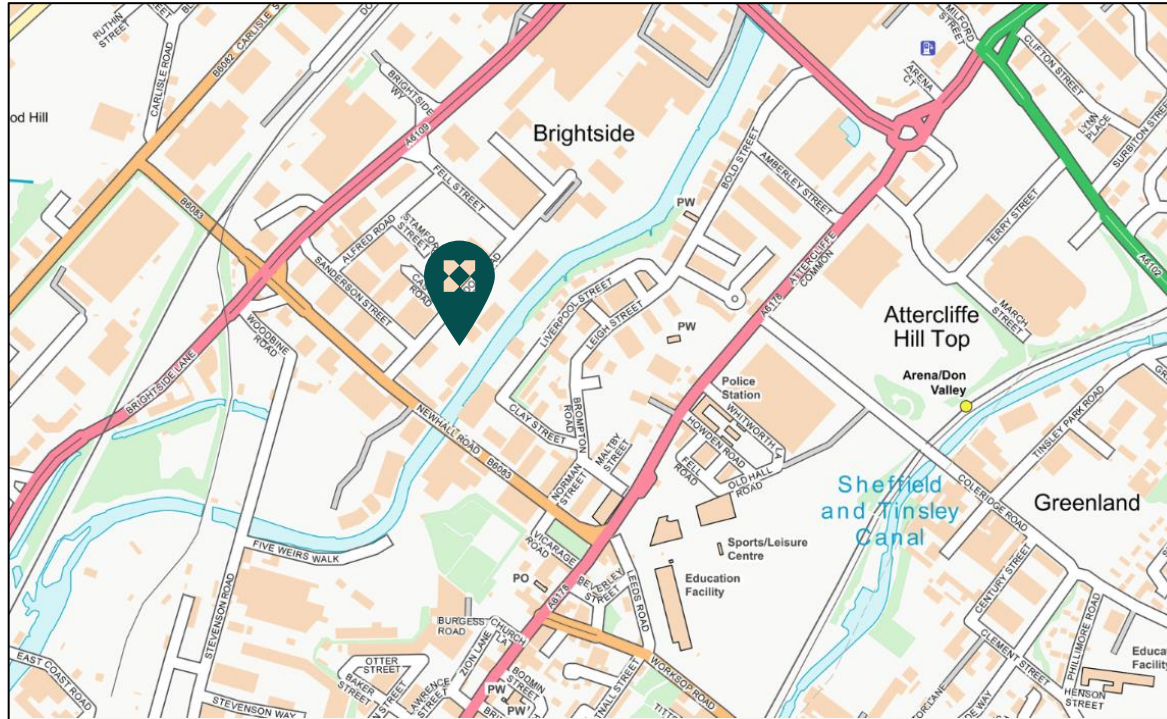 RUTHIN
STREET
CARLISLE ROAD
B6082 CARLISLE
BRIGHTSIDE
WY
A6109
Brightside
MILFORD
STREET
ARENA
CT
CLIFTON STREET
LYNN
PLACE
SURBITON STREET
od Hill
B6083
FELL STREET
ALFRED ROAD
STAMFORD
STREET
SANDERSON STREET
ROAD
BOLD STREET
AMBERLEY STREET
PW
ATTERCLIFFE
COMMON
A6178
TERRY STREET
A6102
MARCH
STREET
WOODBINE
ROAD
BRIGHTSIDE LANE
LIVERPOOL STREET
LEIGH STREET
PW
Attercliffe
Hill Top
Arena/Don
Valley
Police
Station
WHITWORTH LA
HOWDEN ROAD
FELL
ROAD
OLD HALL
ROAD
NEWHALL ROAD
B6083
CLAY STREET
BROMPTON
ROAD
MALTBY
STREET
NORMAN
STREET
TINSLEY PARK ROAD
COLERIDGE ROAD
Sheffield
and Tinsley
Canal
Greenland
FIVE WEIRS WALK
VICARAGE
ROAD
Sports/Leisure
Centre
PO
BEVERLEY
STREET
LEEDS ROAD
Education
Facility
CENTURY STREET
A6178
STEVENSON ROAD
BURGESS
ROAD
CHURCH
LA
ZION LANE
CLEMENT STREET
PHILLIMORE ROAD
EAST COAST ROAD
OTTER
STREET
BAKER
STREET
LAWRENCE
STREET
BODMIN
STREET
WORKSOP ROAD
PW
PW
STEVENSON WAY
HENSON
STREET
Educa
Facility